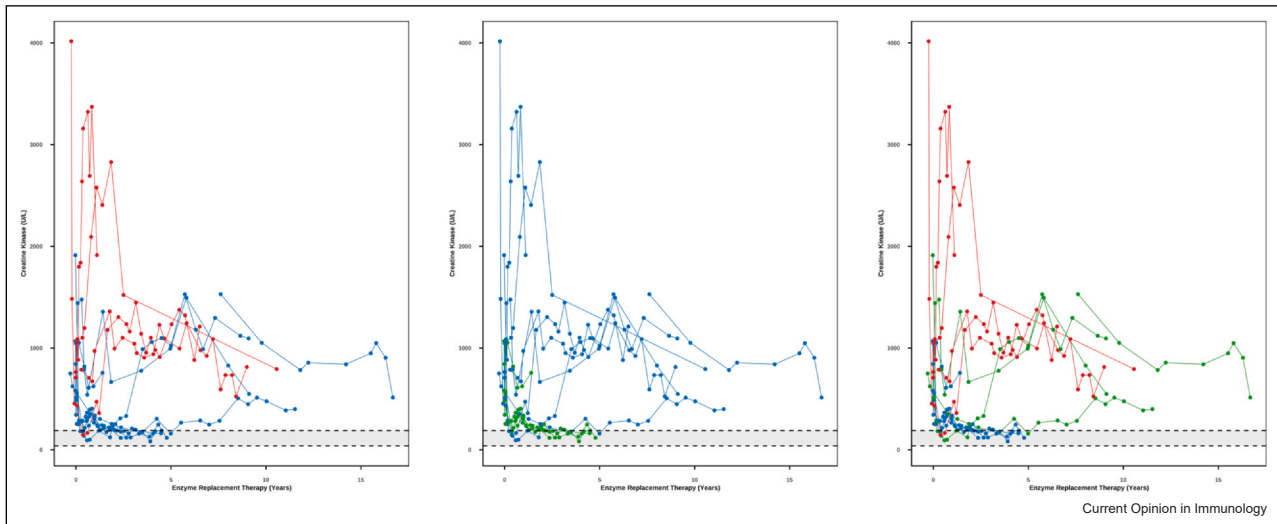 4000
3000
2000
1000
0
Creatine Kinase (U/L)
0 5 10 15
Enzyme Replacement Therapy (Years)
4000
3000
2000
1000
0
Creatine Kinase (U/L)
0 5 10 15
Enzyme Replacement Therapy (Years)
4000
3000
2000
1000
0
Creatine Kinase (U/L)
0 5 10 15
Enzyme Replacement Therapy (Years)
Current Opinion in Immunology